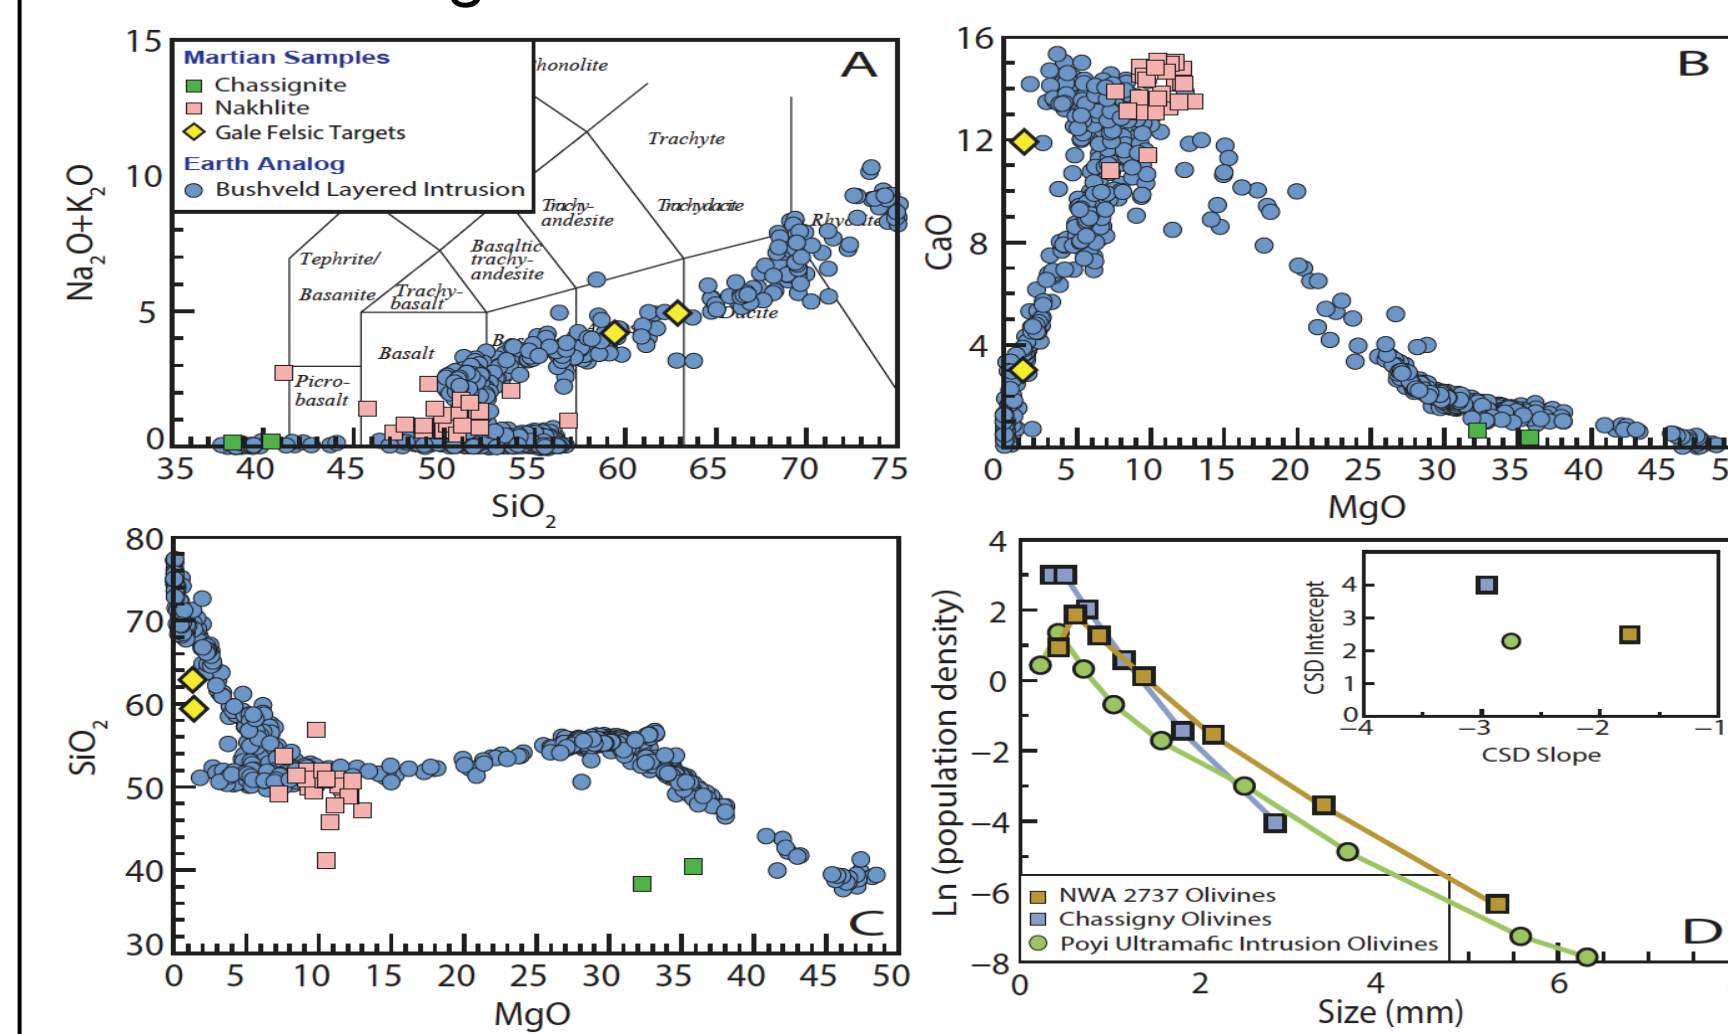 g
15
10
5
0
Na2O+K2O
Martian Samples
Chassignite
Nakhlite
Gale Felsic Targets
Earth Analog
Bushveld Layered Intrusion
A
honolite
Trachyte
Trachy-
andesite
Trachydacite
Rhyolite
Tephrite/
Basanite
Basaltic
trachy-
andesite
Trachy-
basalt
Basalt
Bas
Dacite
Picro-
basalt
35 40 45 50 55 60 65 70 75
SiO2
16
12
8
4
CaO
B
0 5 10 15 20 25 30 35 40 45 5
MgO
80
70
60
50
40
30
SiO2
C
0 5 10 15 20 25 30 35 40 45 50
MgO
4
2
0
−2
−4
−6
−8
Ln (population density)
CSD Intercept
4
3
2
1
0
−4 −3 −2 −1
CSD Slope
NWA 2737 Olivines
Chassigny Olivines
Poyi Ultramafic Intrusion Olivines
D
0 2 4 6
Size (mm)